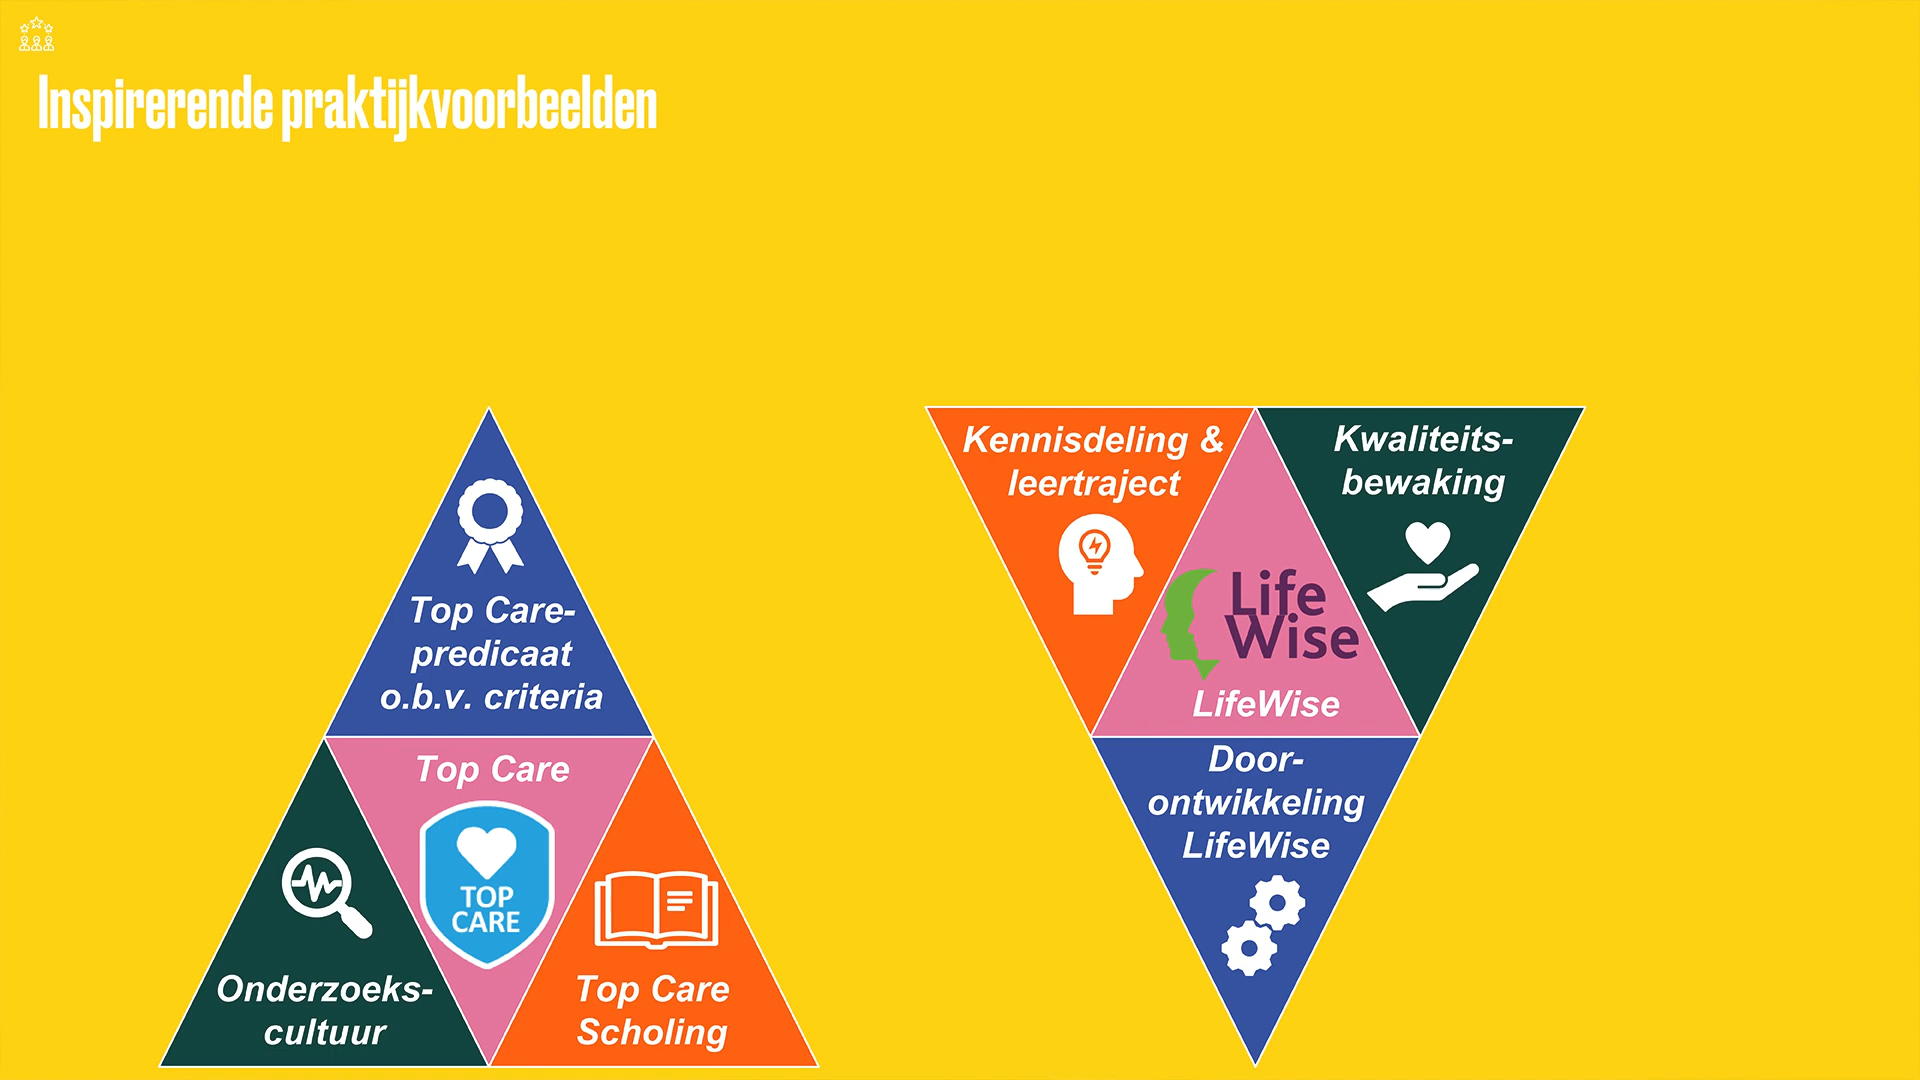 Inspirerende praktijkvoorbeelden
Top Care-
predicaat
o.b.v. criteria
Top Care
TOP
CARE
Onderzoeks-
cultuur
Top Care
Scholing
Kennisdeling &
leertraject
Kwaliteits-
bewaking
Life
Wise
LifeWise
Door-
ontwikkeling
LifeWise